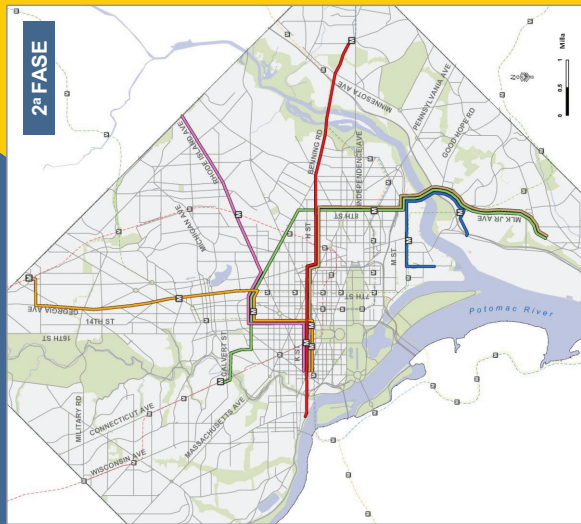 2ª FASE
RHODE ISLAND AVE
MICHIGAN AVE
GEORGIA AVE
14TH ST
16TH ST
MILITARY RD
CONNECTICUT AVE
WISCONSIN AVE
MASSACHUSETTS AVE
CALVERT ST
K ST
H ST
7TH ST
8TH ST
M ST
BENNING RD
MINNESOTA AVE
INDEPENDENCE AVE
PENNSYLVANIA AVE
GOOD HOPE RD
MLK JR AVE
Potomac River
0
0.5
1
Milla